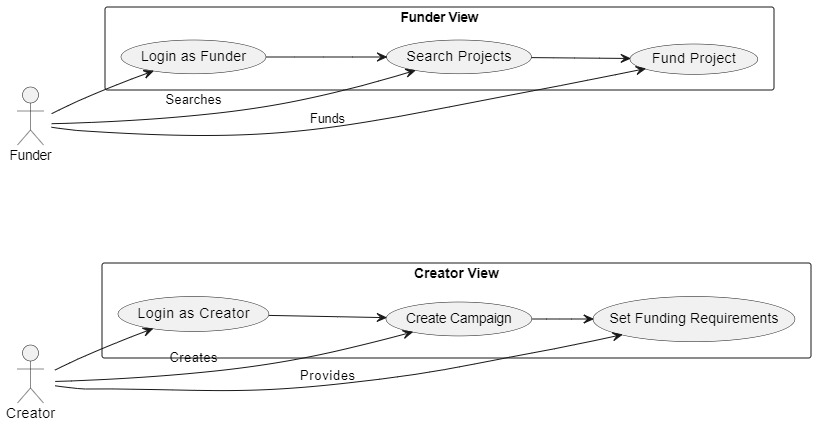 Funder View
Login as Funder
Search Projects
Fund Project
Searches
Funds
Funder
Creator View
Login as Creator
Create Campaign
Set Funding Requirements
Creates
Provides
Creator